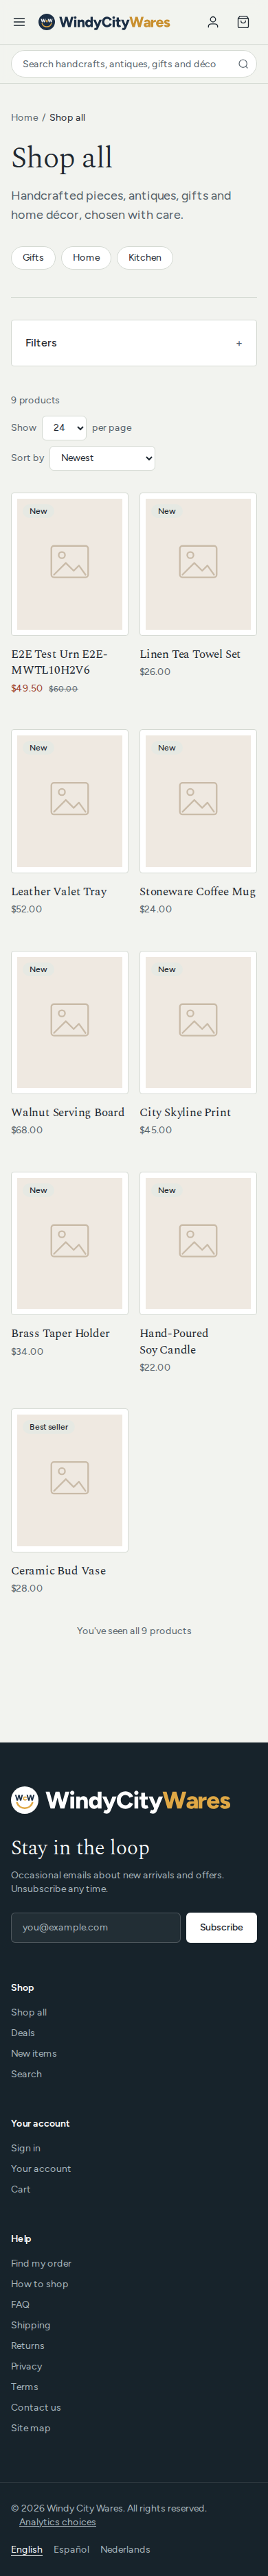 WindyCityWares
Search handcrafts, antiques, gifts and déco
Home / Shop all
Shop all
Handcrafted pieces, antiques, gifts and
home décor, chosen with care.
Gifts Home Kitchen
Filters +
9 products
Show 24 per page
Sort by Newest
New New
E2E Test Urn E2E-
MWTL10H2V6
$49.50 $60.00
Linen Tea Towel Set
$26.00
New New
Leather Valet Tray
$52.00
Stoneware Coffee Mug
$24.00
New New
Walnut Serving Board
$68.00
City Skyline Print
$45.00
New New
Brass Taper Holder
$34.00
Hand-Poured
Soy Candle
$22.00
Best seller
Ceramic Bud Vase
$28.00
You've seen all 9 products
WcW WindyCityWares
Stay in the loop
Occasional emails about new arrivals and offers.
Unsubscribe any time.
you@example.com Subscribe
Shop
Shop all
Deals
New items
Search
Your account
Sign in
Your account
Cart
Help
Find my order
How to shop
FAQ
Shipping
Returns
Privacy
Terms
Contact us
Site map
© 2026 Windy City Wares. All rights reserved.
Analytics choices
English Español Nederlands